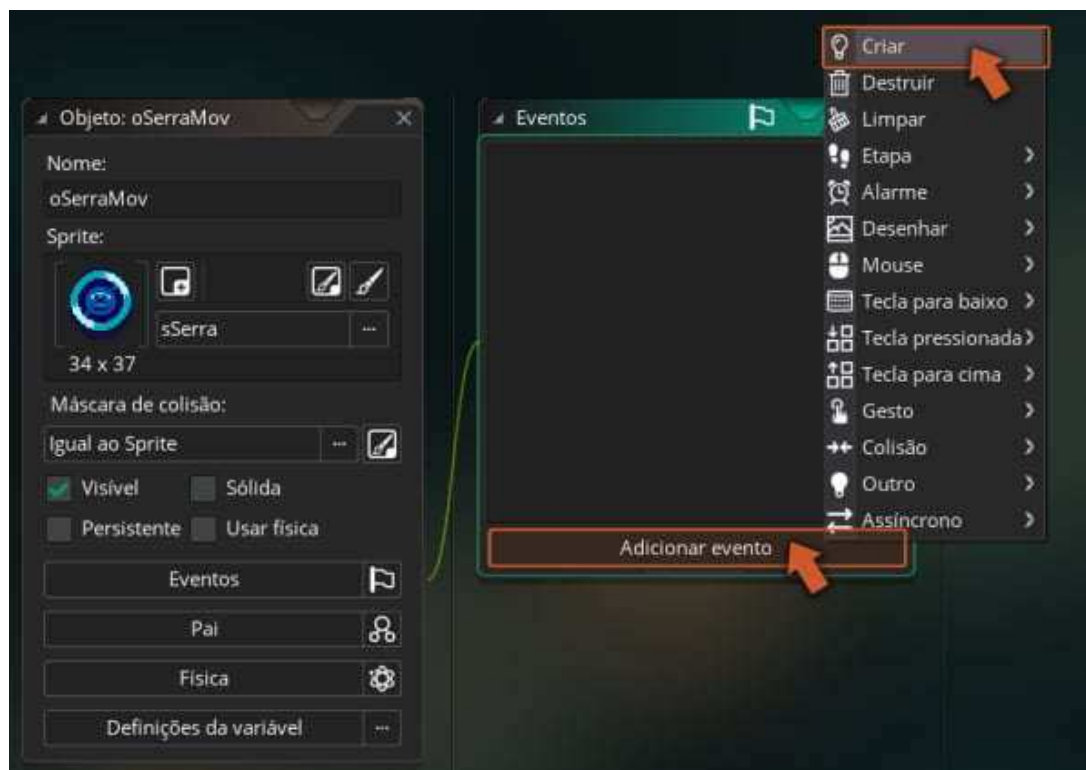 Objeto: oSerraMov
Nome:
oSerraMov
Sprite:
sSerra
34 x 37
Máscara de colisão:
Igual ao Sprite
Visível
Sólida
Persistente
Usar física
Eventos
Pai
Física
Definições da variável
Eventos
Adicionar evento
Criar
Destruir
Limpar
Etapa
Alarme
Desenhar
Mouse
Tecla para baixo
Tecla pressionada
Tecla para cima
Gesto
Colisão
Outro
Assíncrono